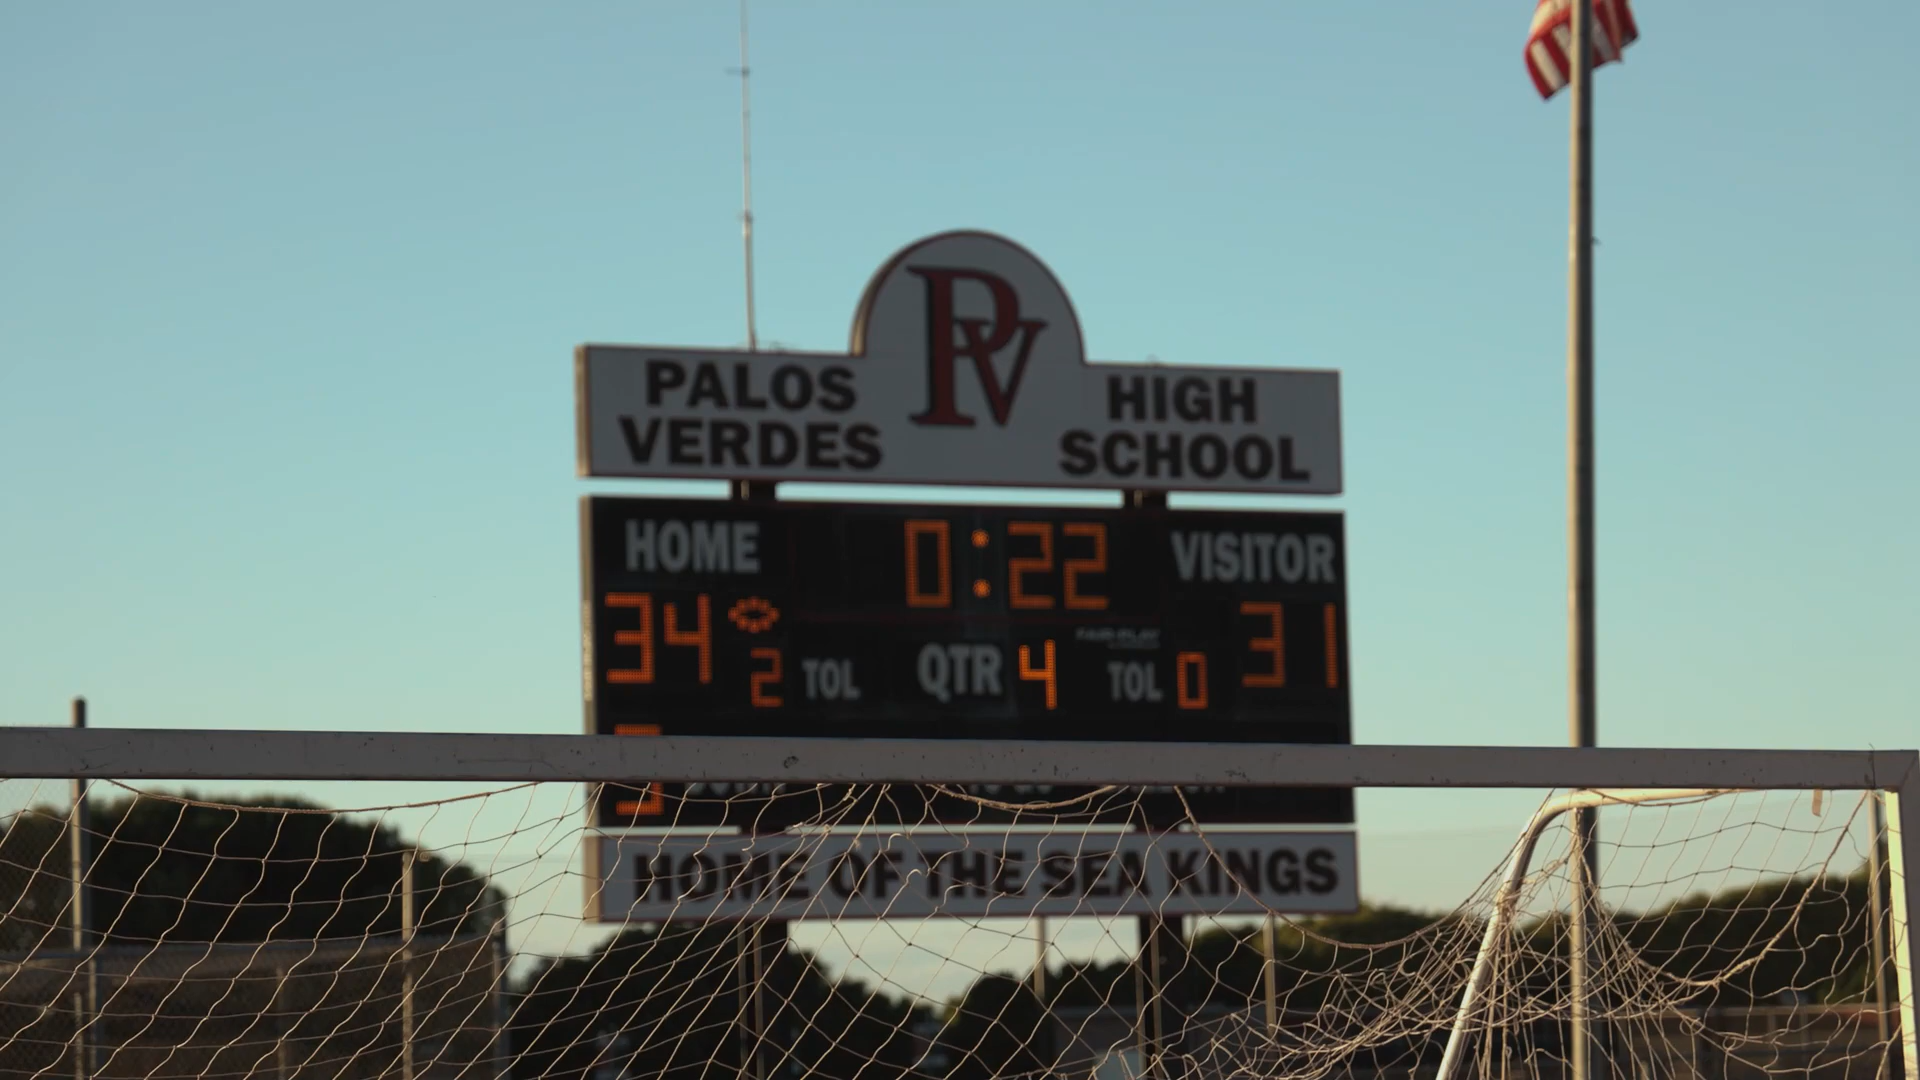 PV
PALOS
VERDES
HIGH
SCHOOL
HOME
0:22
VISITOR
34
31
2 TOL
QTR 4
TOL 0
HOME OF THE SEA KINGS